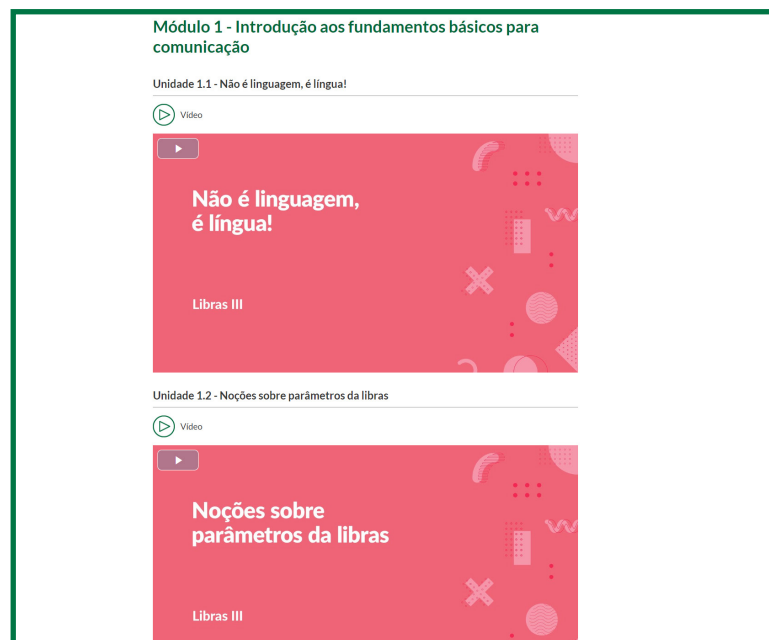 Módulo 1 - Introdução aos fundamentos básicos para
comunicação
Unidade 1.1 - Não é linguagem, é língua!
Vídeo
Não é linguagem,
é língua!
Libras III
Unidade 1.2 - Noções sobre parâmetros da libras
Vídeo
Noções sobre
parâmetros da libras
Libras III